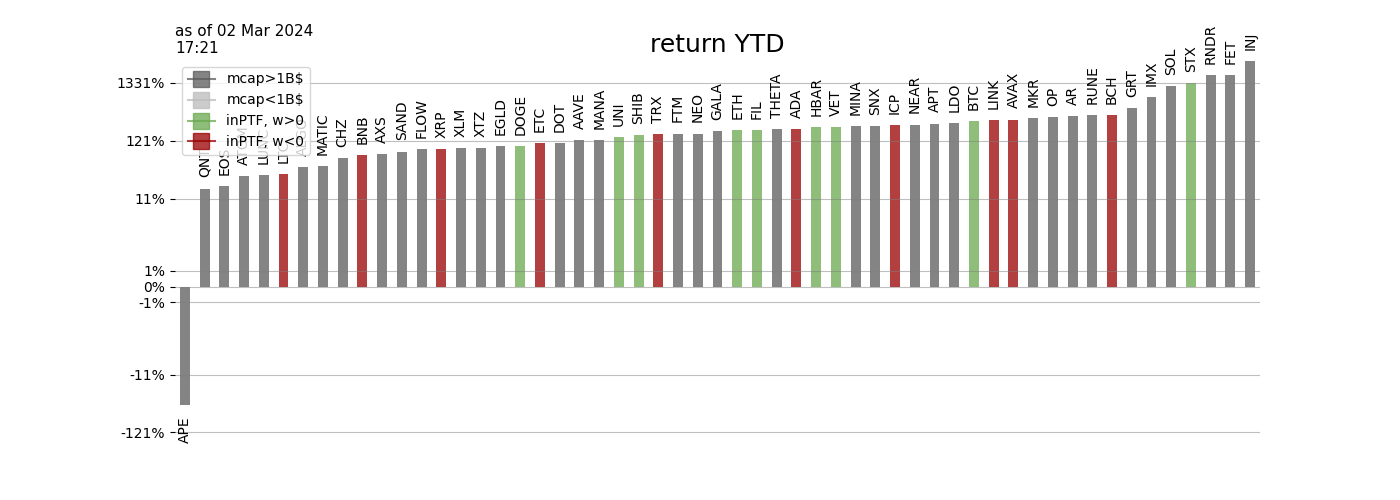 as of 02 Mar 2024
17:21
return YTD
mcap>1B$
mcap<1B$
inPTF, w>0
inPTF, w<0
1331%
121%
11%
1%
0%
-1%
-11%
-121%
APE
QNT
EOS
MATIC
CHZ
BNB
AXS
SAND
FLOW
XRP
XLM
XTZ
EGLD
DOGE
ETC
DOT
AAVE
MANA
UNI
SHIB
TRX
FTM
NEO
GALA
ETH
FIL
THETA
ADA
HBAR
VET
MINA
SNX
ICP
NEAR
APT
LDO
BTC
LINK
AVAX
MKR
OP
AR
RUNE
BCH
GRT
IMX
SOL
STX
RNDR
FET
INJ